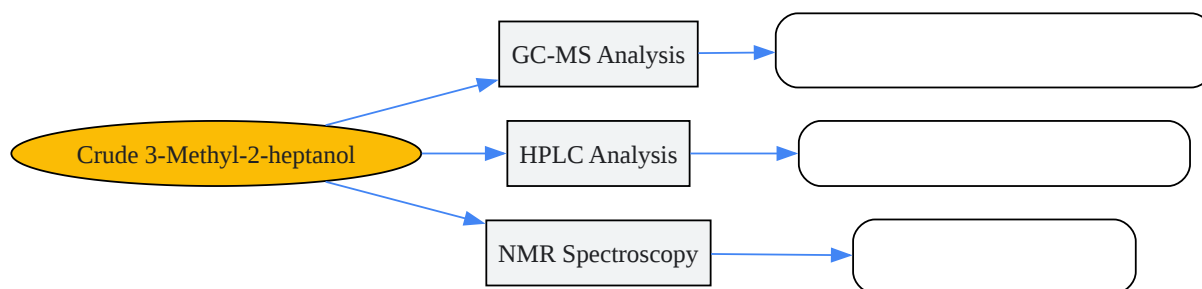 GC-MS Analysis
Crude 3-Methyl-2-heptanol
HPLC Analysis
NMR Spectroscopy